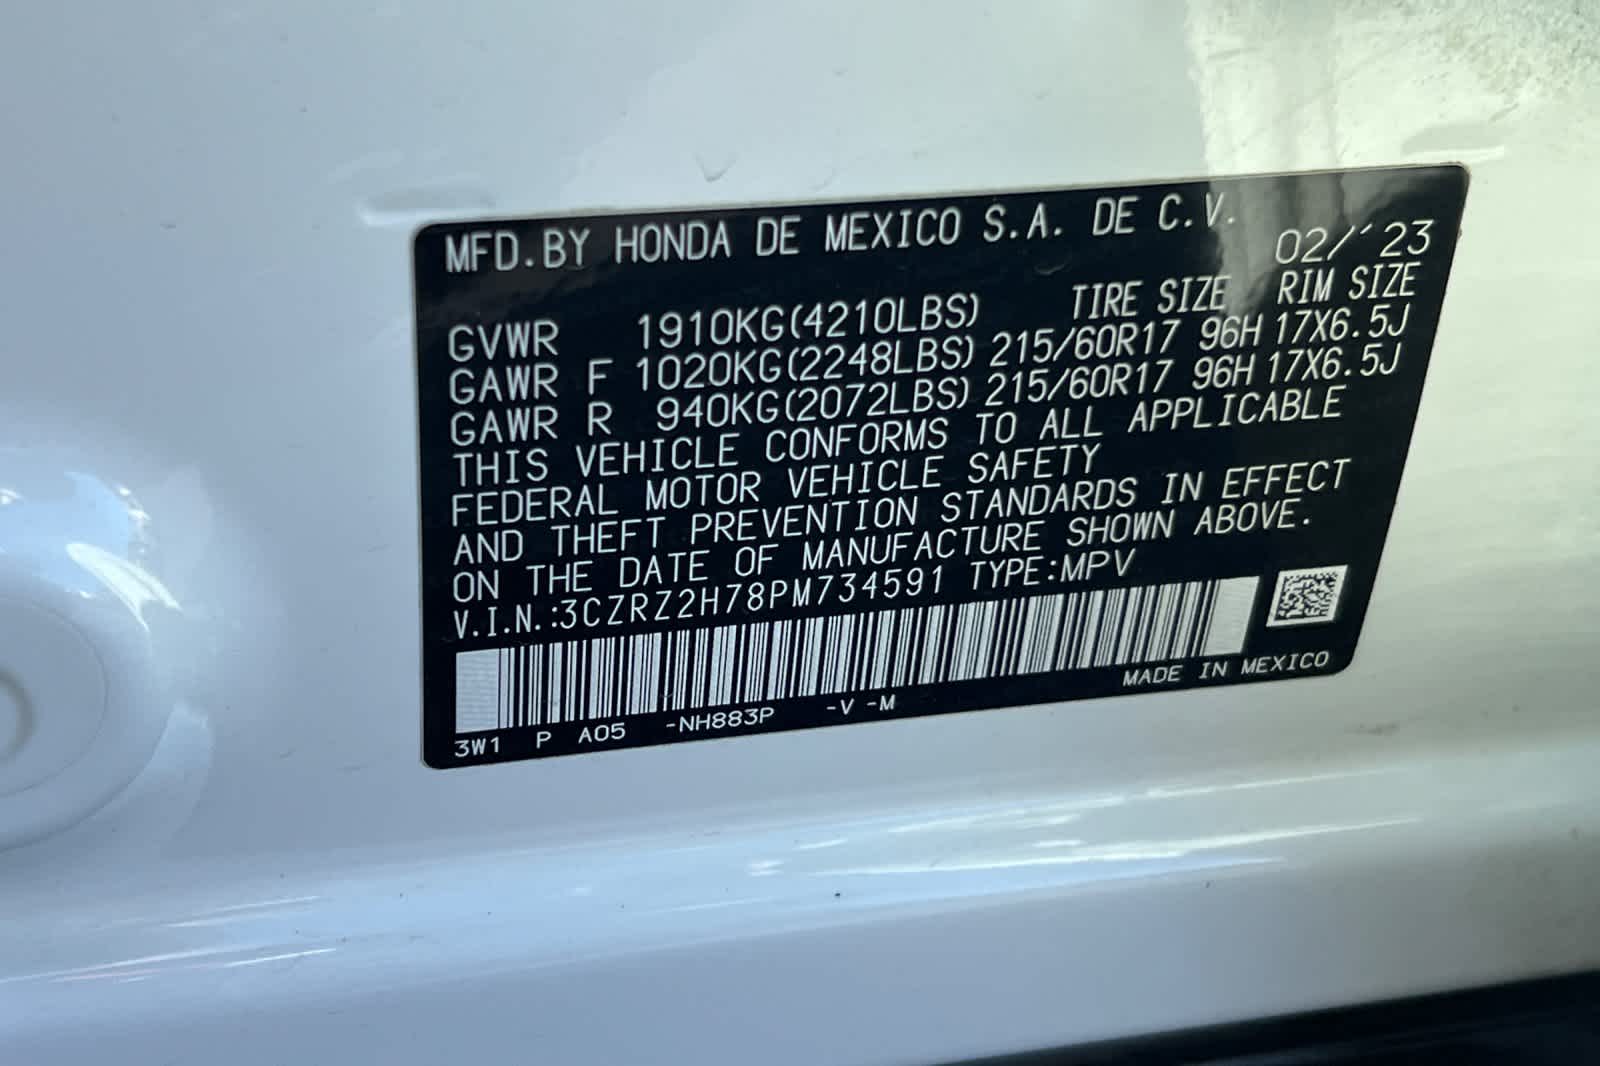 MFD.BY HONDA DE MEXICO S.A. DE C.V.
02/´23
TIRE SIZE RIM SIZE
GVWR 1910KG(4210LBS)
GAWR F 1020KG(2248LBS) 215/60R17 96H 17X6.5J
GAWR R 940KG(2072LBS) 215/60R17 96H 17X6.5J
THIS VEHICLE CONFORMS TO ALL APPLICABLE
FEDERAL MOTOR VEHICLE SAFETY
AND THEFT PREVENTION STANDARDS IN EFFECT
ON THE DATE OF MANUFACTURE SHOWN ABOVE.
V.I.N.:3CZRZ2H78PM734591 TYPE:MPV
MADE IN MEXICO
3W1 P A05 -NH883P -V -M